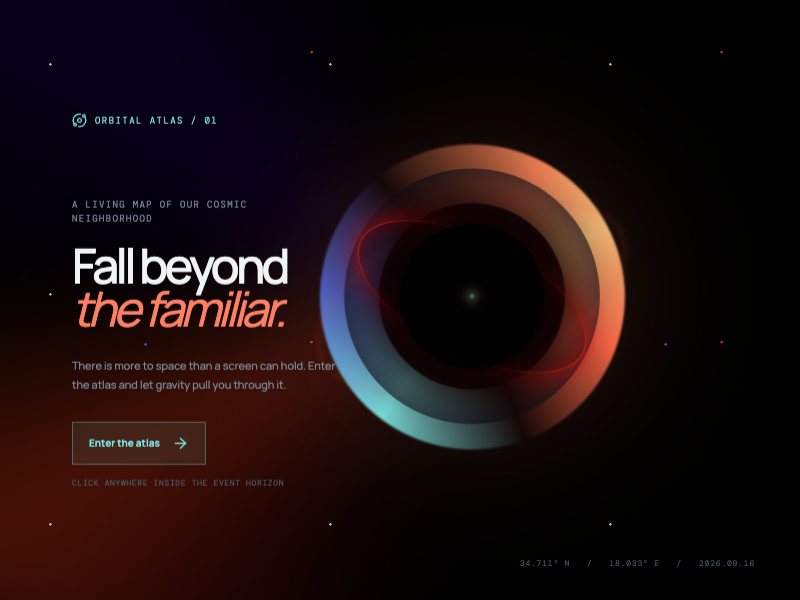 ORBITAL ATLAS / 01
A LIVING MAP OF OUR COSMIC
NEIGHBORHOOD
Fall beyond
the familiar.
There is more to space than a screen can hold. Enter
the atlas and let gravity pull you through it.
Enter the atlas
CLICK ANYWHERE INSIDE THE EVENT HORIZON
34.711° N / 18.033° E / 2026.09.16